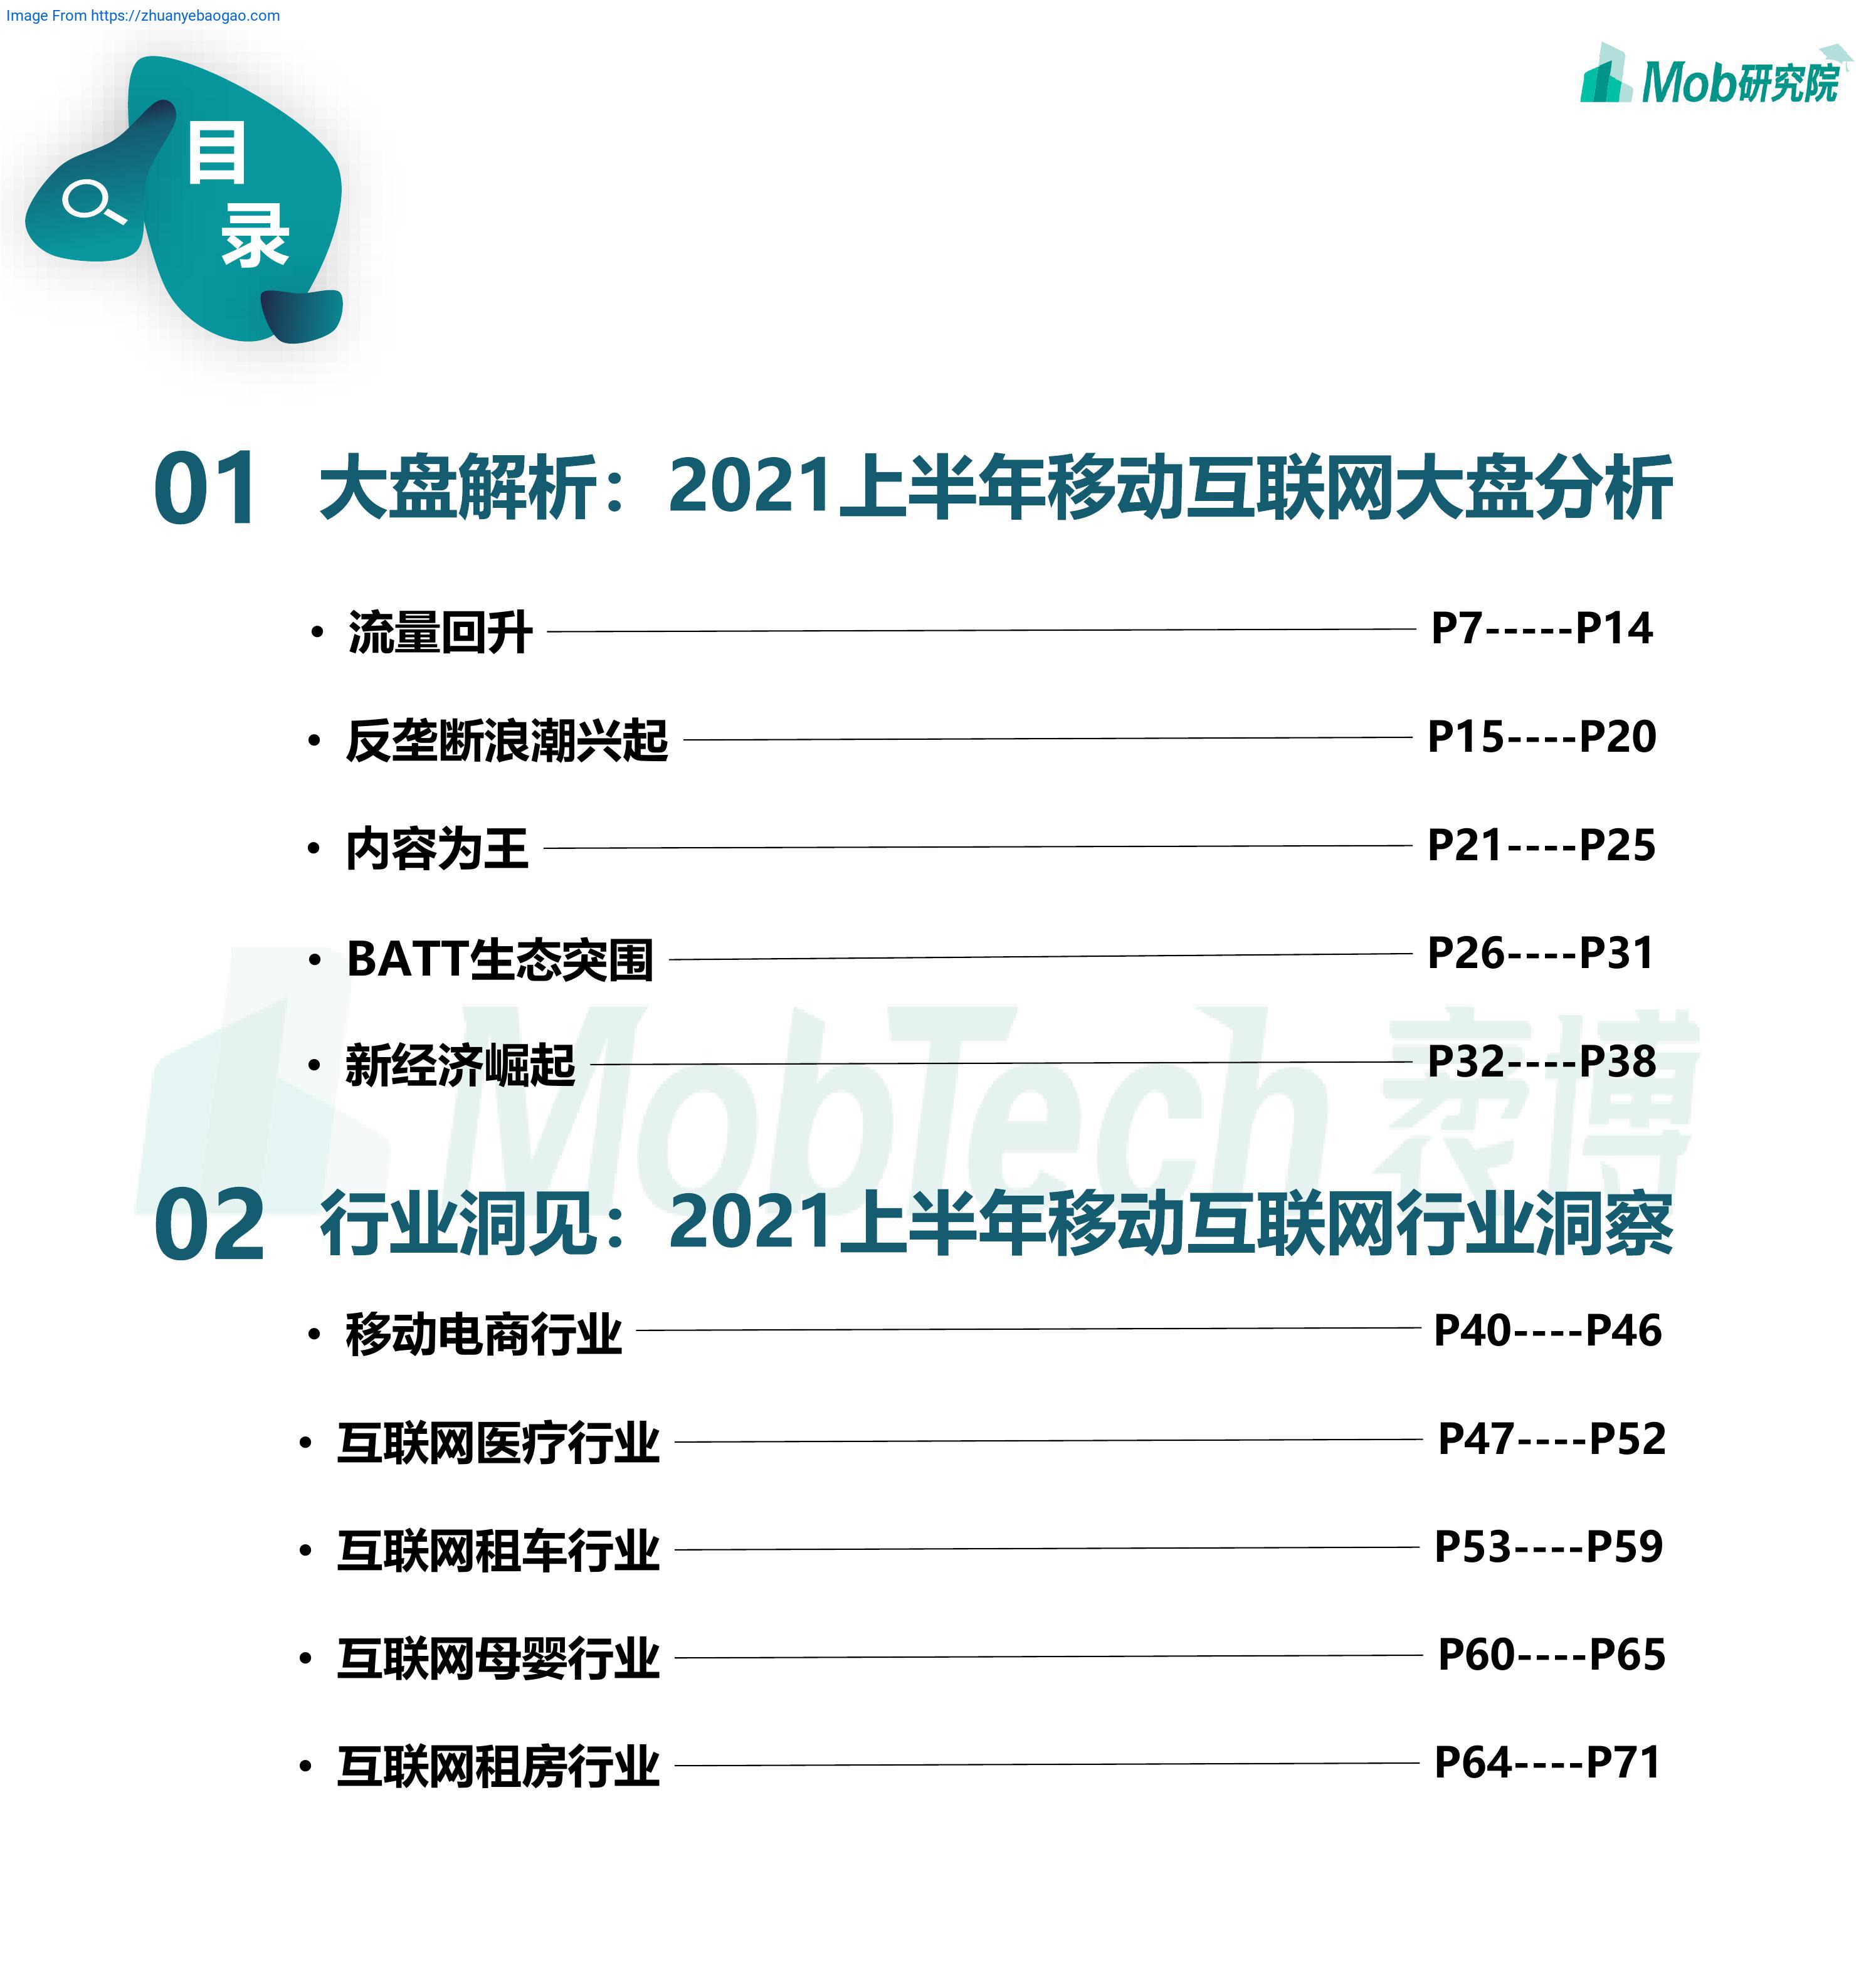 Image From https://zhuanyebaogao.com
Mob研究院
目
录
01 大盘解析：2021上半年移动互联网大盘分析
• 流量回升 P7-----P14
• 反垄断浪潮兴起 P15----P20
• 内容为王 P21----P25
• BATT生态突围 P26----P31
• 新经济崛起 P32----P38
MobTech 袤博
02 行业洞见：2021上半年移动互联网行业洞察
• 移动电商行业 P40----P46
• 互联网医疗行业 P47----P52
• 互联网租车行业 P53----P59
• 互联网母婴行业 P60----P65
• 互联网租房行业 P64----P71